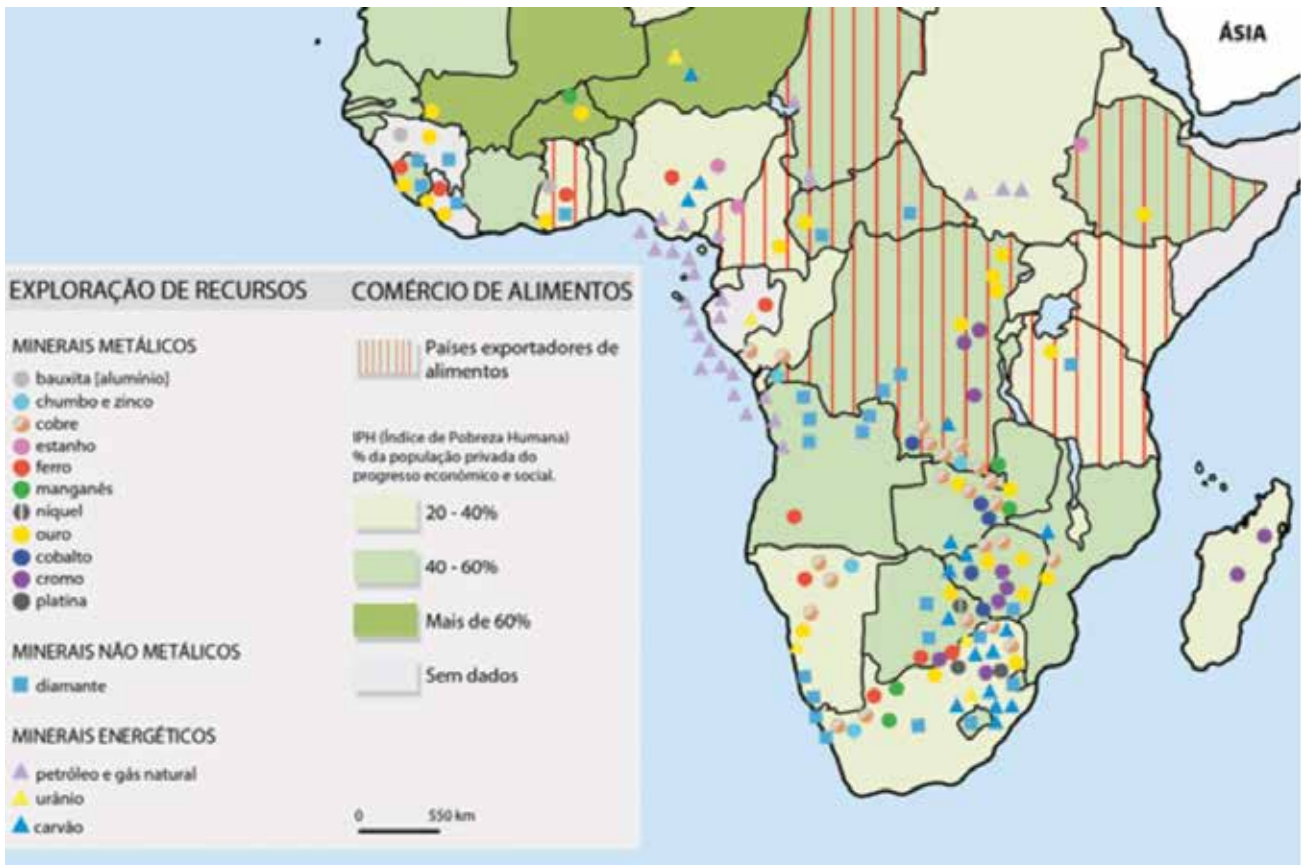 ÁSIA
EXPLORAÇÃO DE RECURSOS
MINERAIS METÁLICOS
bauxita [alumínio]
chumbo e zinco
cobre
estanho
ferro
manganês
níquel
ouro
cobalto
cromo
platina
MINERAIS NÃO METÁLICOS
diamante
MINERAIS ENERGÉTICOS
petróleo e gás natural
urânio
carvão
COMÉRCIO DE ALIMENTOS
Países exportadores de
alimentos
IPH (Índice de Pobreza Humana)
% da população privada do
progresso econômico e social.
20 - 40%
40 - 60%
Mais de 60%
Sem dados
0 550 km